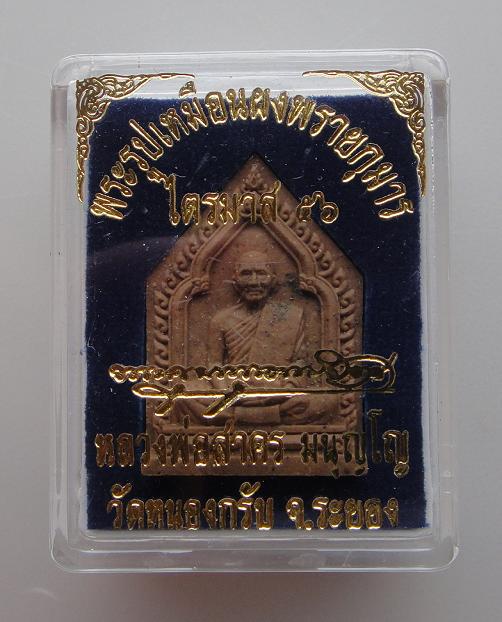 พระรูปเหมือนผงพรายกุมาร
ไตรมาส ๕๖
หลวงพ่อสาคร มนุญฺโญ
วัดหนองกรับ จ.ระยอง